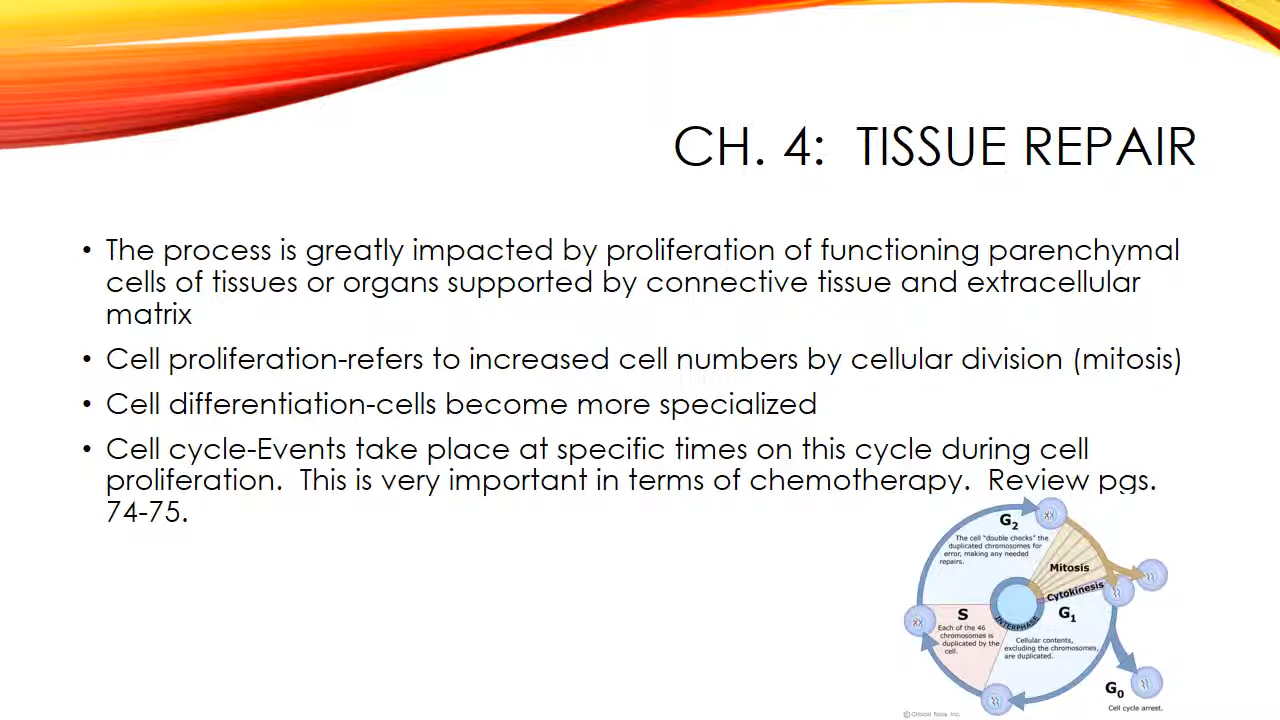 CH. 4:  TISSUE REPAIR
• The process is greatly impacted by proliferation of functioning parenchymal
cells of tissues or organs supported by connective tissue and extracellular
matrix
• Cell proliferation-refers to increased cell numbers by cellular division (mitosis)
• Cell differentiation-cells become more specialized
• Cell cycle-Events take place at specific times on this cycle during cell
proliferation.  This is very important in terms of chemotherapy.  Review pgs.
74-75.
G2
The cell "double checks" the
duplicated chromosomes for
error, making any needed
repairs.
Mitosis
Cytokinesis
INTERPHASE
S
Each of the 46
chromosomes is
duplicated by the
cell.
G1
Cellular contents,
excluding the chromosomes,
are duplicated.
G0
Cell cycle arrest.
© Clinical Tools, Inc.